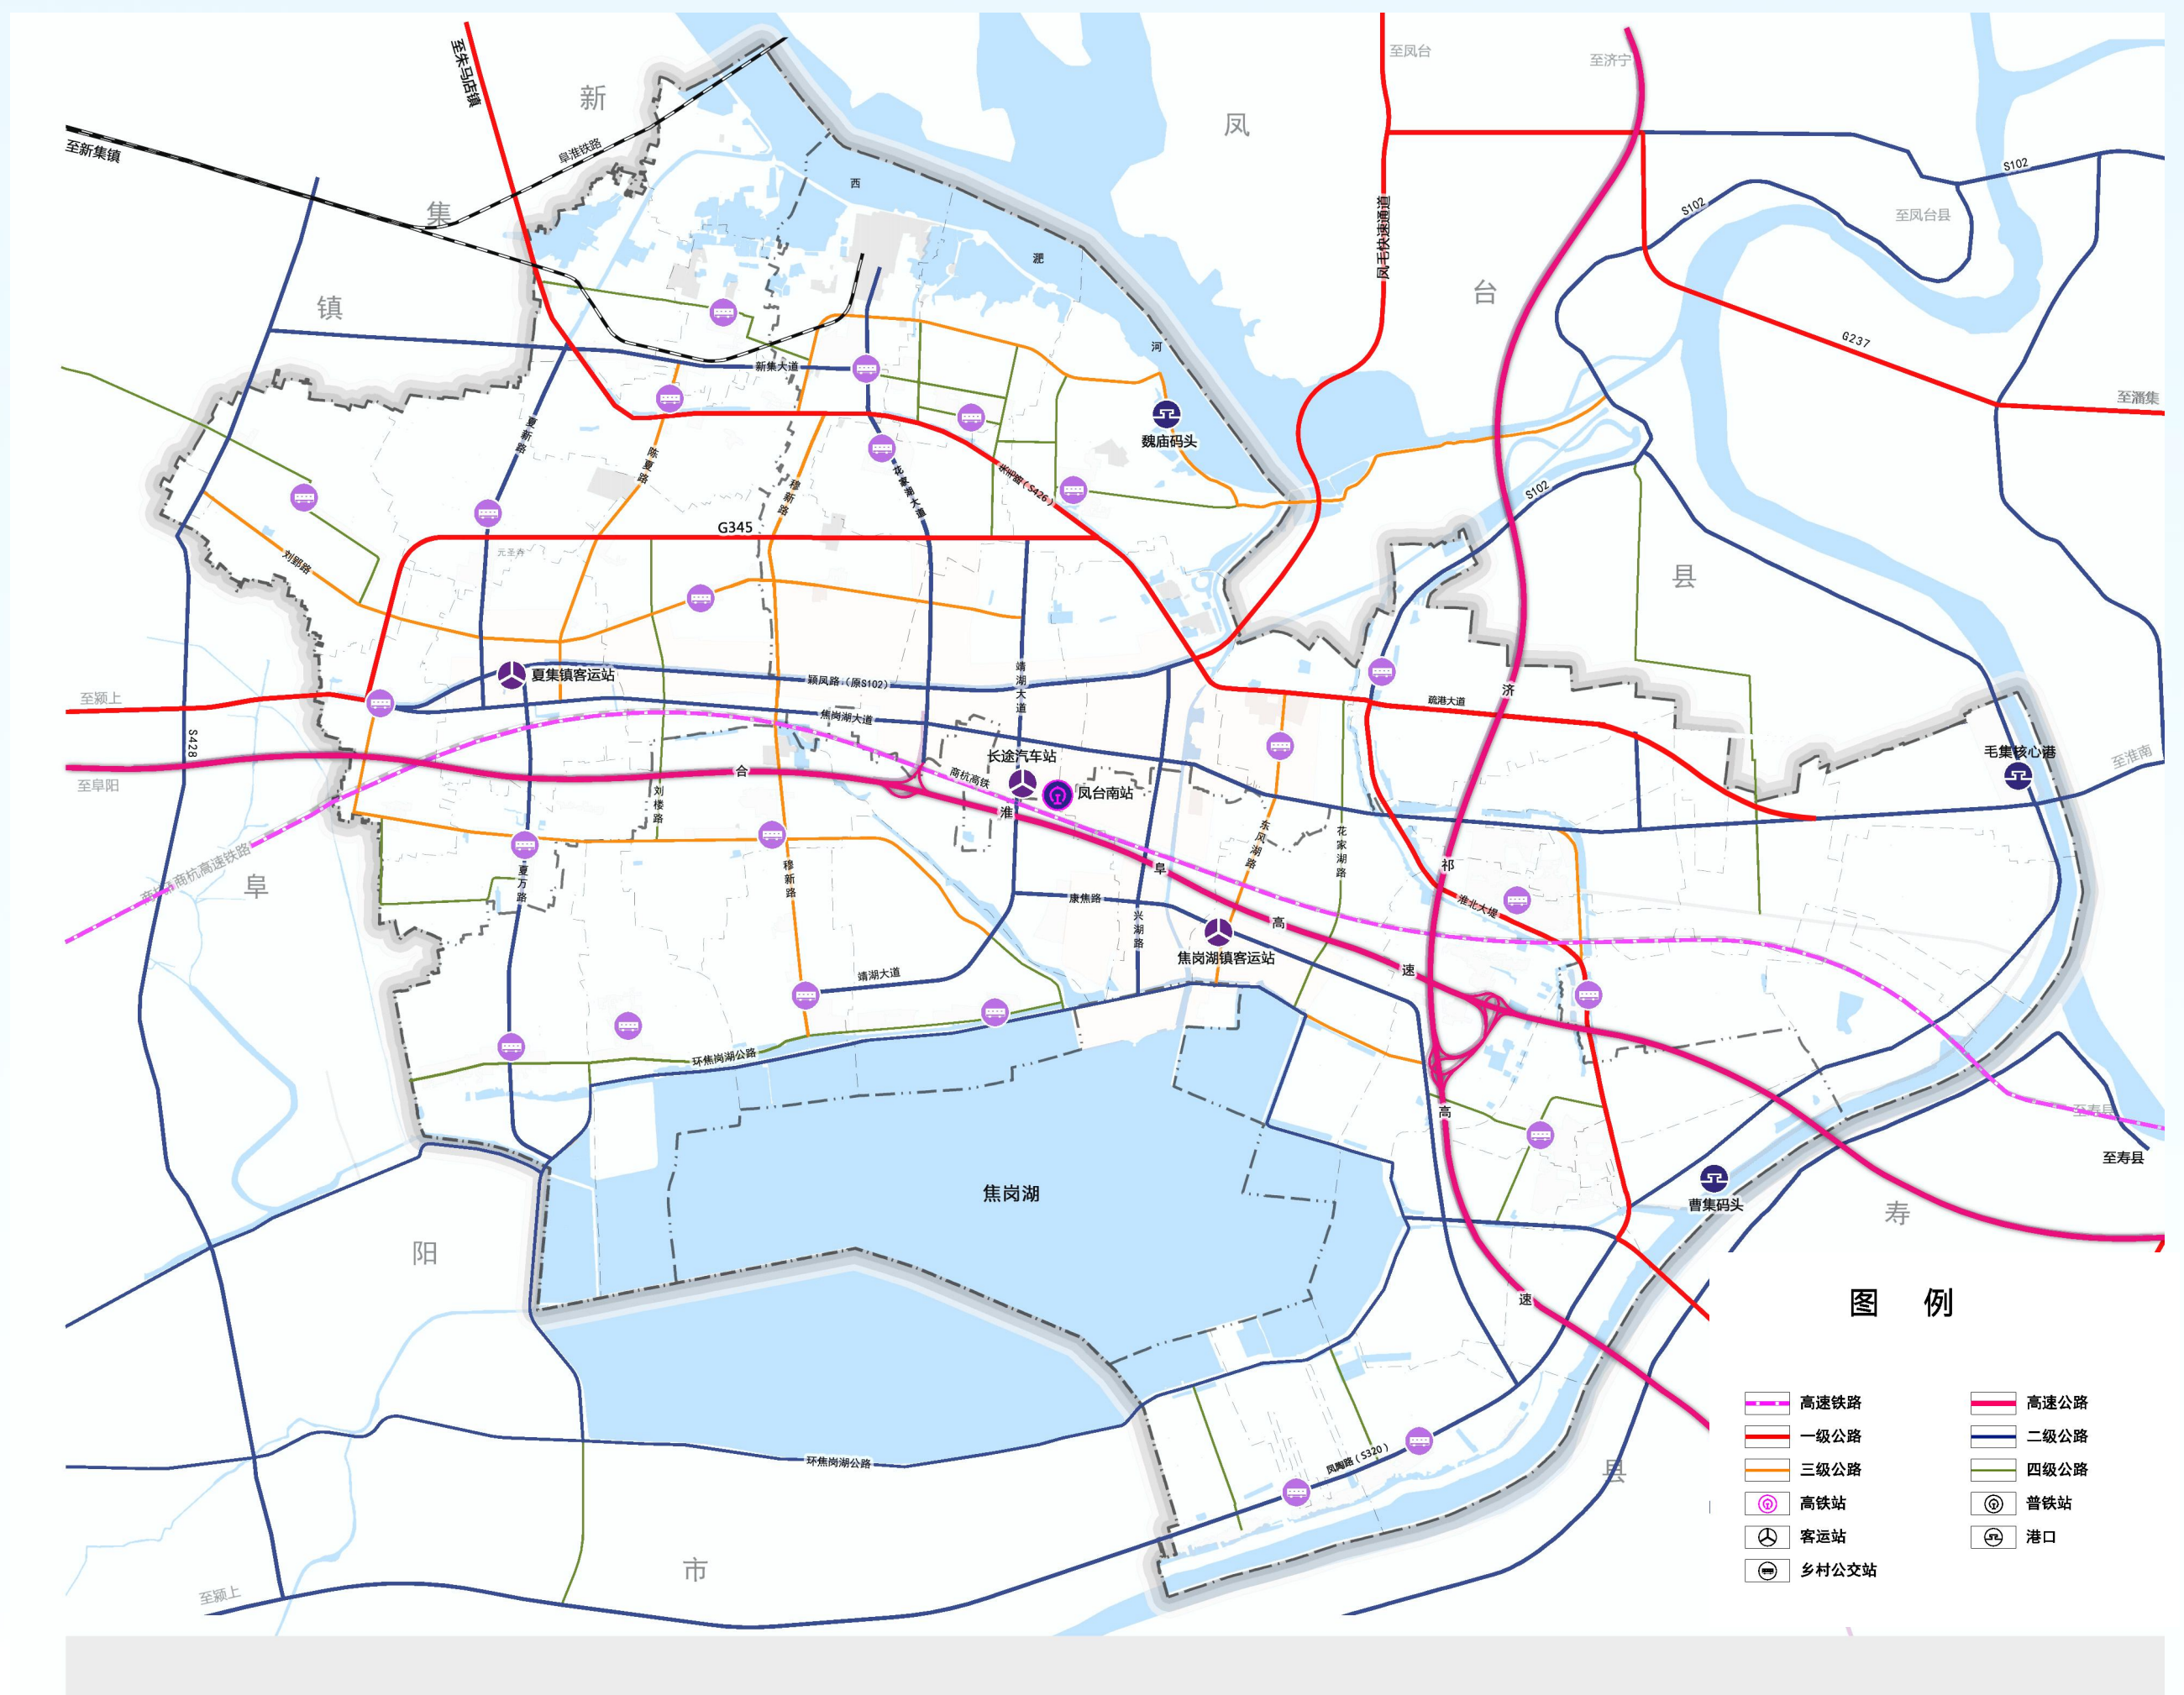 至朱马店镇
至凤台
至济宁
新
凤
至新集镇
阜淮铁路
S102
西
S102
集
凤毛快速通道
至凤台县
淝
台
镇
河
G237
新集大道
至潘集
夏新路
魏庙码头
陈夏路
穆新路
花家湖大道
(S426)
S102
G345
元圣寺
刘郢路
县
夏集镇客运站
颍凤路(原S102)
靖湖大道
济
至颍上
疏港大道
焦岗湖大道
S428
长途汽车站
毛集核心港
至淮南
合
商杭高铁
至阜阳
凤台南站
刘楼路
淮
东风湖路
花家湖路
商杭高速铁路
阜
夏方路
穆新路
阜
祁
康焦路
淮北大堤
兴湖路
高
焦岗湖镇客运站
靖湖大道
速
环焦岗湖公路
高
至寿县
至寿县
焦岗湖
曹集码头
寿
阳
速
图 例
高速铁路
高速公路
一级公路
二级公路
三级公路
四级公路
高铁站
普铁站
客运站
港口
乡村公交站
环焦岗湖公路
凤陶路(S320)
县
市
至颍上